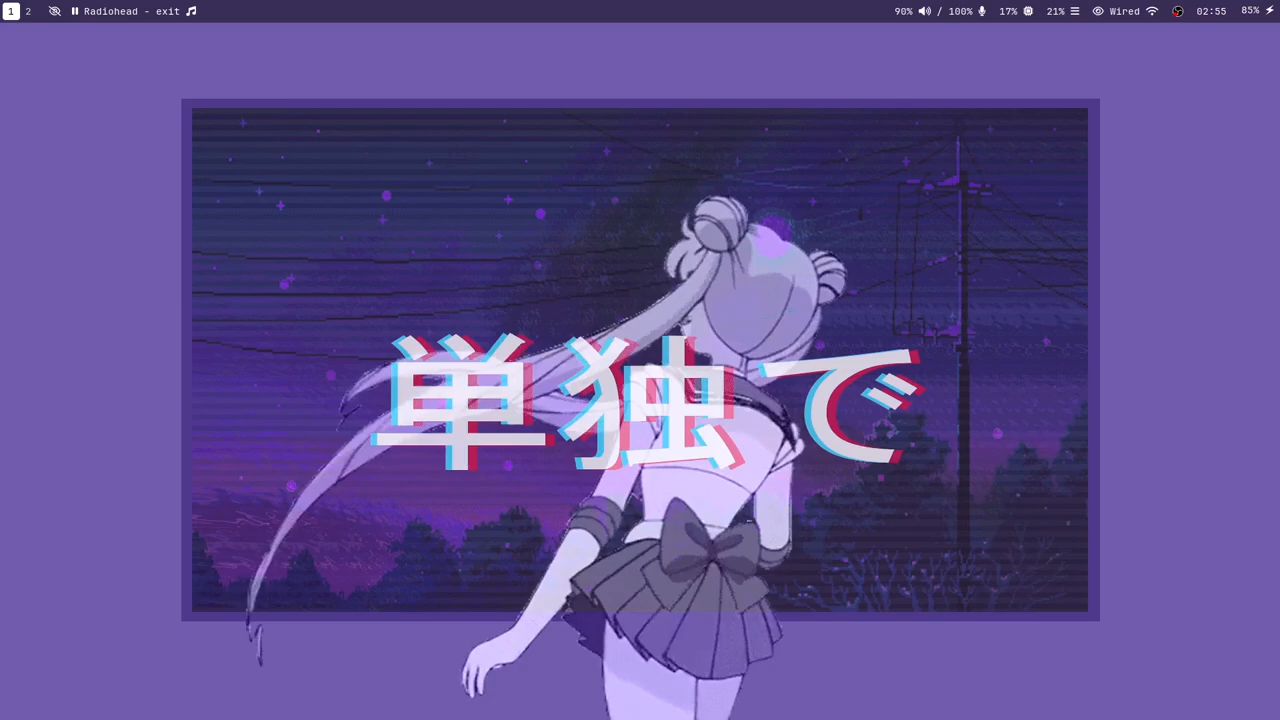 1 2 Radiohead - exit 90% / 100% 17% 21% Wired 02:55 85%
単独で